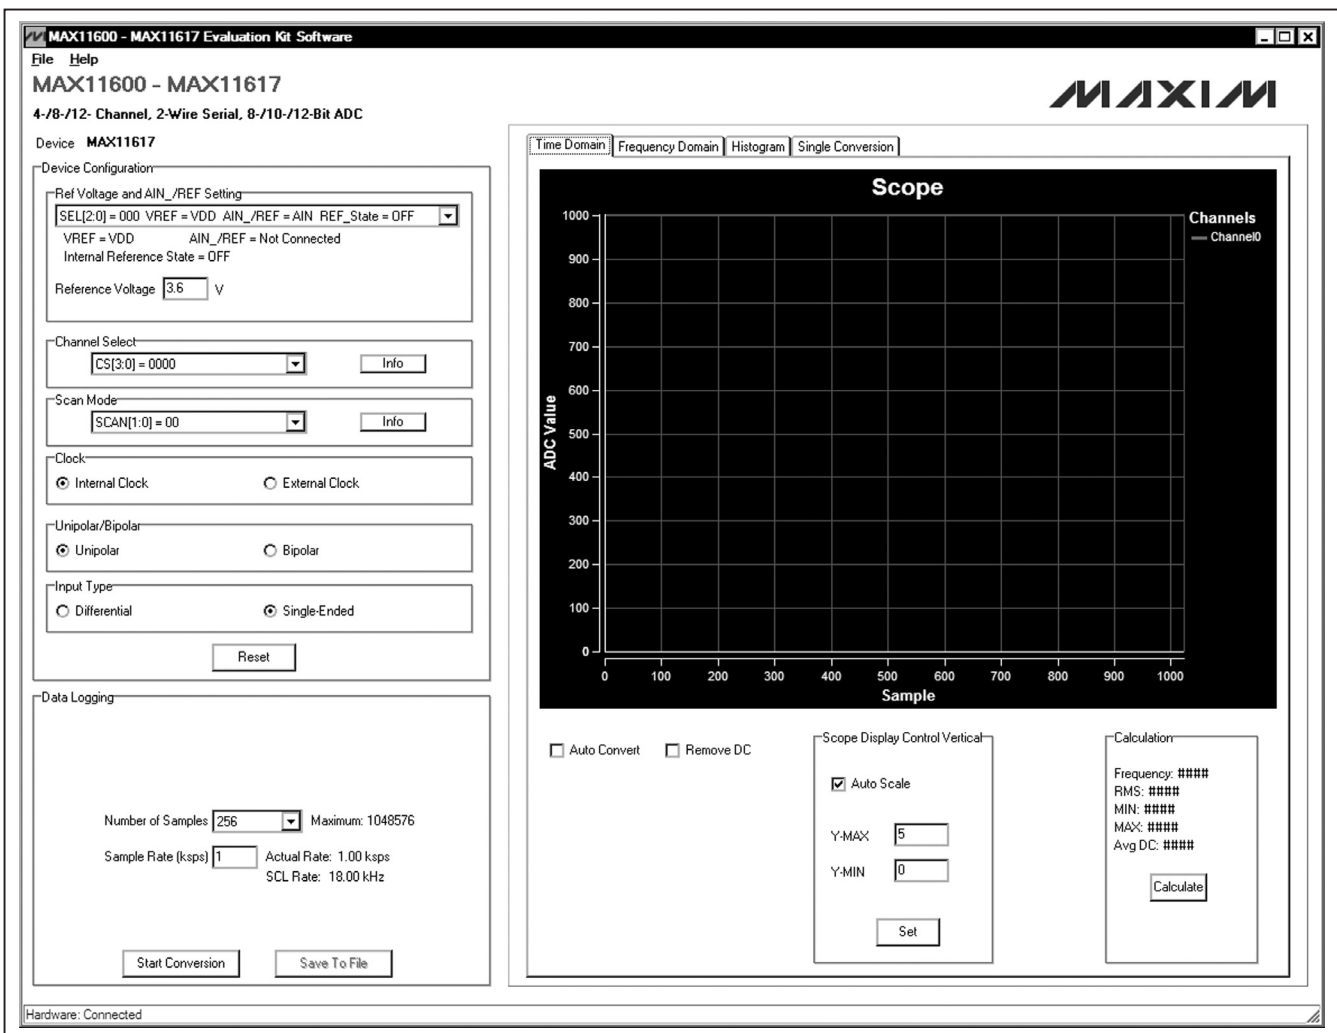 MAX11600 - MAX11617 Evaluation Kit Software
File Help
MAX11600 - MAX11617
MAXIM
4-/8-/12- Channel, 2-Wire Serial, 8-/10-/12-Bit ADC
Device MAX11617
Device Configuration
Ref Voltage and AIN_/REF Setting
SEL[2:0] = 000 VREF = VDD AIN_/REF = AIN REF_State = OFF
VREF = VDD AIN_/REF = Not Connected
Internal Reference State = OFF
Reference Voltage 3.6 V
Channel Select
CS[3:0] = 0000 Info
Scan Mode
SCAN[1:0] = 00 Info
Clock
Internal Clock External Clock
Unipolar/Bipolar
Unipolar Bipolar
Input Type
Differential Single-Ended
Reset
Data Logging
Number of Samples 256 Maximum: 1048576
Sample Rate (ksps) 1 Actual Rate: 1.00 ksps
SCL Rate: 18.00 kHz
Start Conversion Save To File
Time Domain Frequency Domain Histogram Single Conversion
Scope
Channels
Channel0
ADC Value
1000
900
800
700
600
500
400
300
200
100
0
0 100 200 300 400 500 600 700 800 900 1000
Sample
Auto Convert Remove DC
Scope Display Control Vertical
Auto Scale
Y-MAX 5
Y-MIN 0
Set
Calculation
Frequency: ####
RMS: ####
MIN: ####
MAX: ####
Avg DC: ####
Calculate
Hardware: Connected